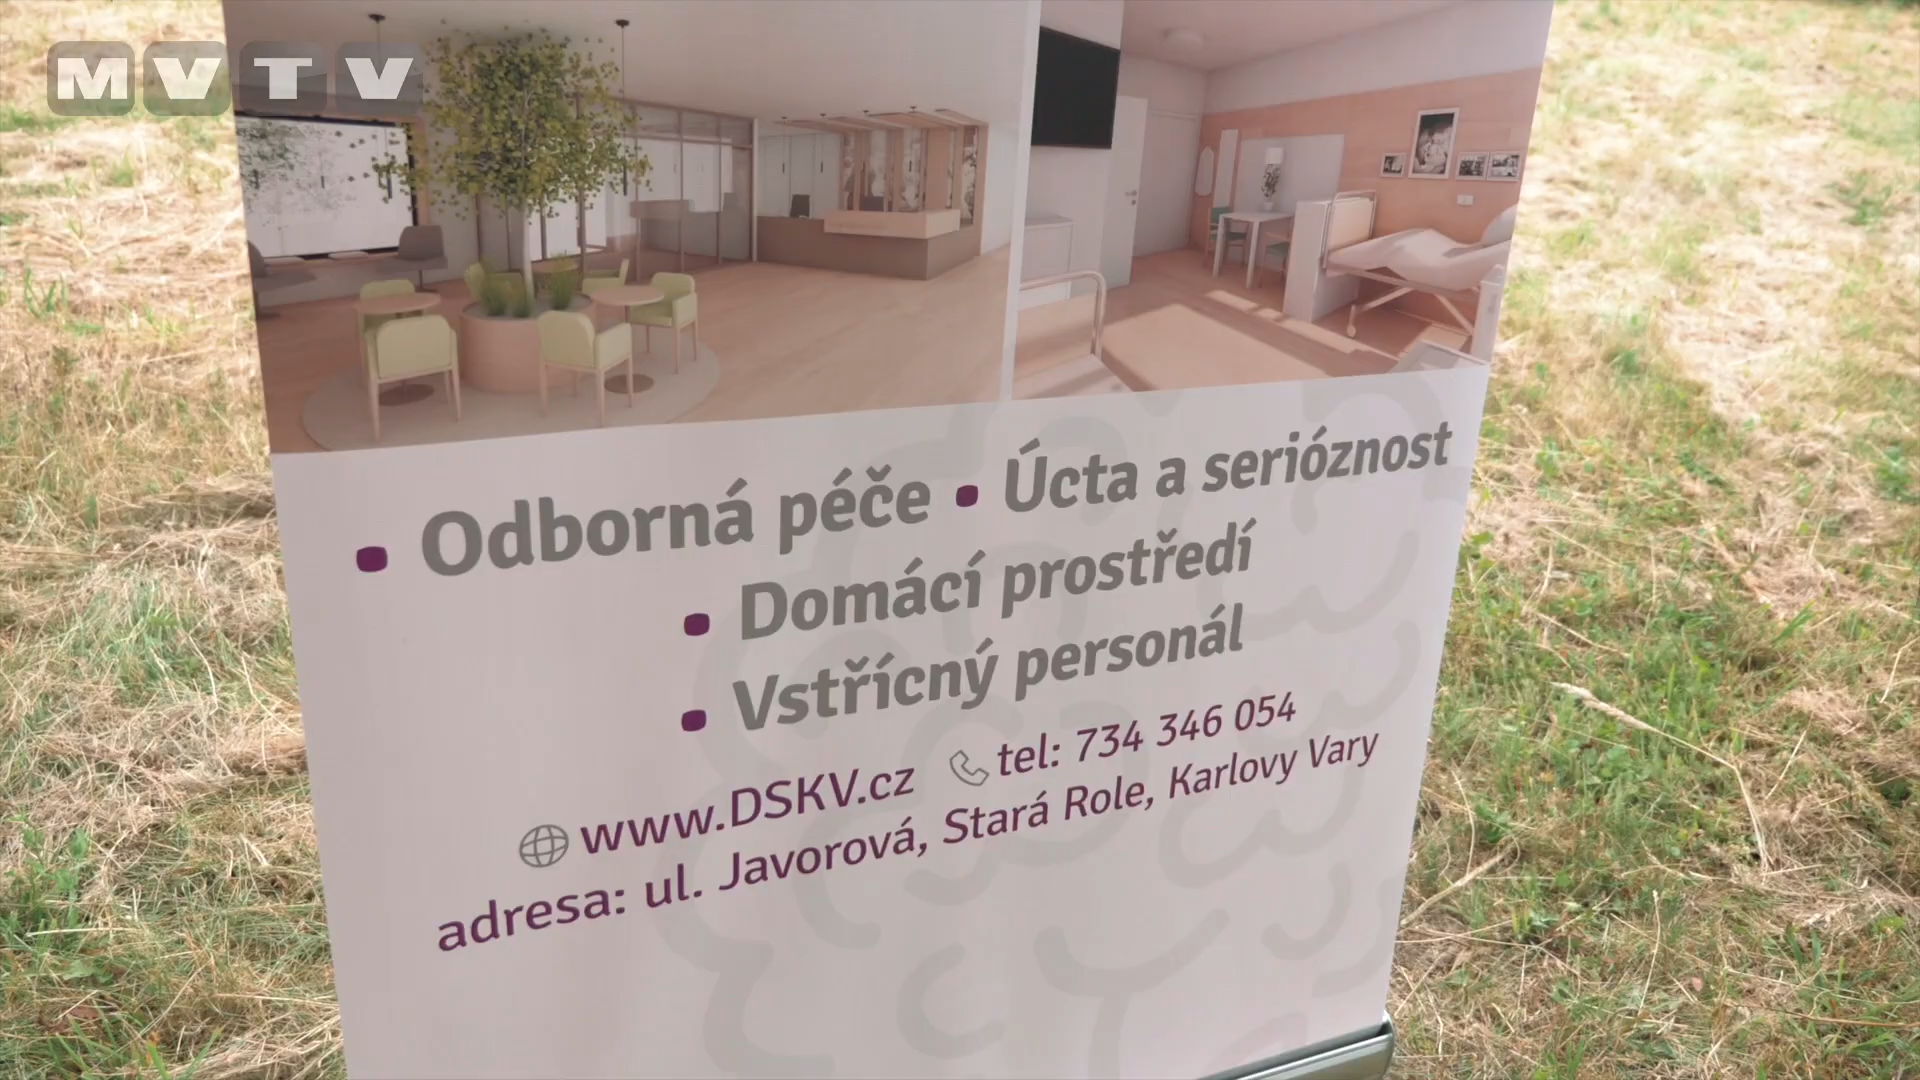 MVTV
• Odborná péče • Úcta a serióznost
• Domácí prostředí
• Vstřícný personál
www.DSKV.cz tel: 734 346 054
adresa: ul. Javorová, Stará Role, Karlovy Vary